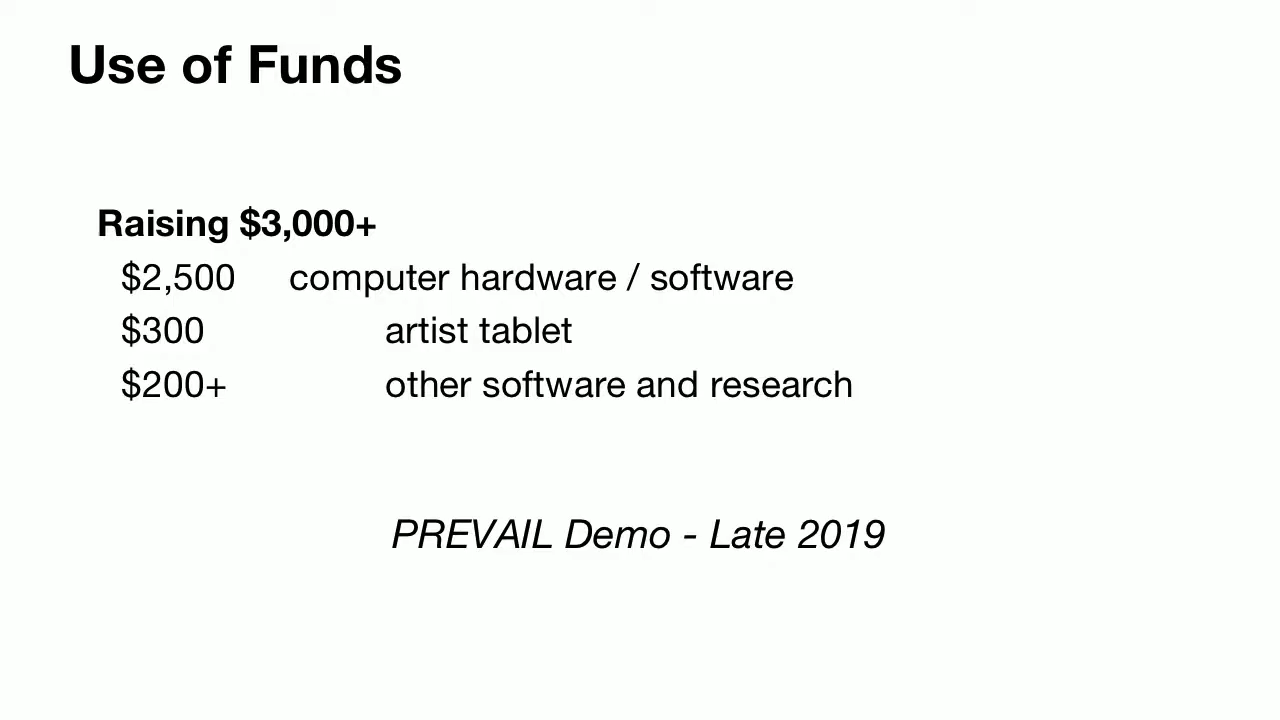 Use of Funds
Raising $3,000+
$2,500 computer hardware / software
$300 artist tablet
$200+ other software and research
PREVAIL Demo - Late 2019